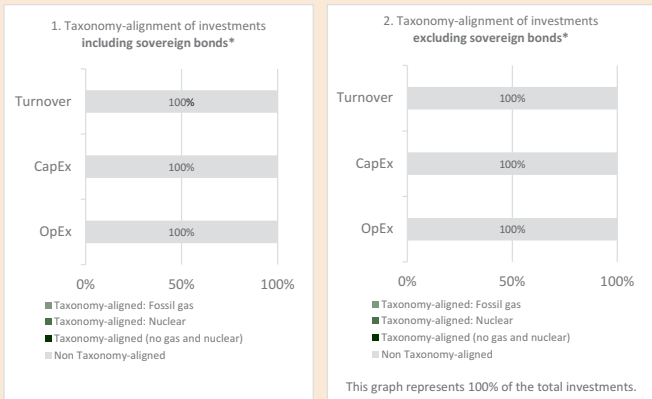 1. Taxonomy-alignment of investments
including sovereign bonds*
Turnover
100%
CapEx
100%
OpEx
100%
0%
50%
100%
Taxonomy-aligned: Fossil gas
Taxonomy-aligned: Nuclear
Taxonomy-aligned (no gas and nuclear)
Non Taxonomy-aligned
2. Taxonomy-alignment of investments
excluding sovereign bonds*
Turnover
100%
CapEx
100%
OpEx
100%
0%
50%
100%
Taxonomy-aligned: Fossil gas
Taxonomy-aligned: Nuclear
Taxonomy-aligned (no gas and nuclear)
Non Taxonomy-aligned
This graph represents 100% of the total investments.